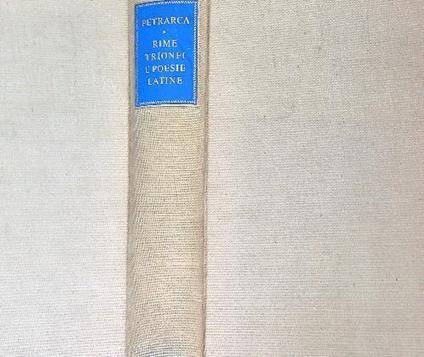 PETRARCA
•
RIME
TRIONFI
E POESIE
LATINE